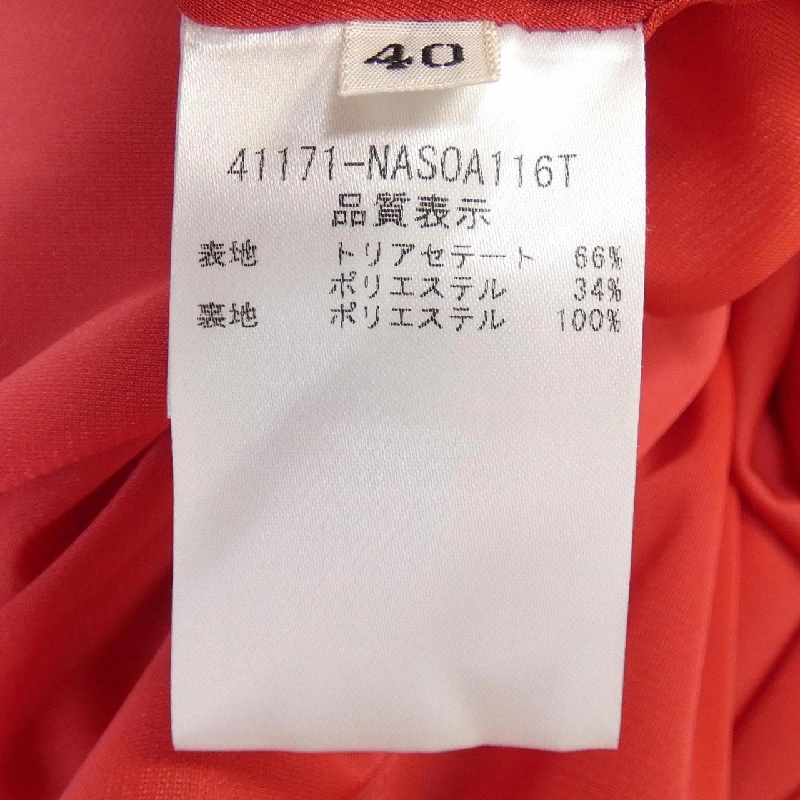 40
41171-NASOA116T
品質表示
表地 トリアセテート 66%
ポリエステル 34%
裏地 ポリエステル 100%